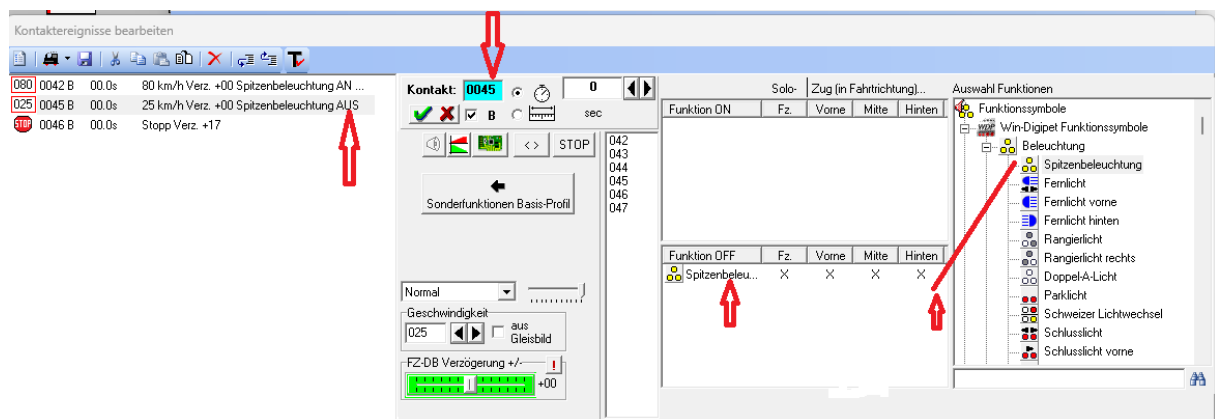 Kontaktereignisse bearbeiten
080 0042 B 00.0s 80 km/h Verz. +00 Spitzenbeleuchtung AN ...
025 0045 B 00.0s 25 km/h Verz. +00 Spitzenbeleuchtung AUS
STOP 0046 B 00.0s Stopp Verz. +17
Kontakt: 0045 0
B sec
<> STOP
Sonderfunktionen Basis-Profil
042
043
044
045
046
047
Normal
Geschwindigkeit
025 aus Gleisbild
FZ-DB Verzögerung +/- !
+00
Solo- Zug (in Fahrtrichtung)...
Funktion ON Fz. Vorne Mitte Hinten
Funktion OFF Fz. Vorne Mitte Hinten
Spitzenbeleu... X X X X
Auswahl Funktionen
Funktionssymbole
WDP Win-Digipet Funktionssymbole
Beleuchtung
Spitzenbeleuchtung
Fernlicht
Fernlicht vorne
Fernlicht hinten
Rangierlicht
Rangierlicht rechts
Doppel-A-Licht
Parklicht
Schweizer Lichtwechsel
Schlusslicht
Schlusslicht vorne